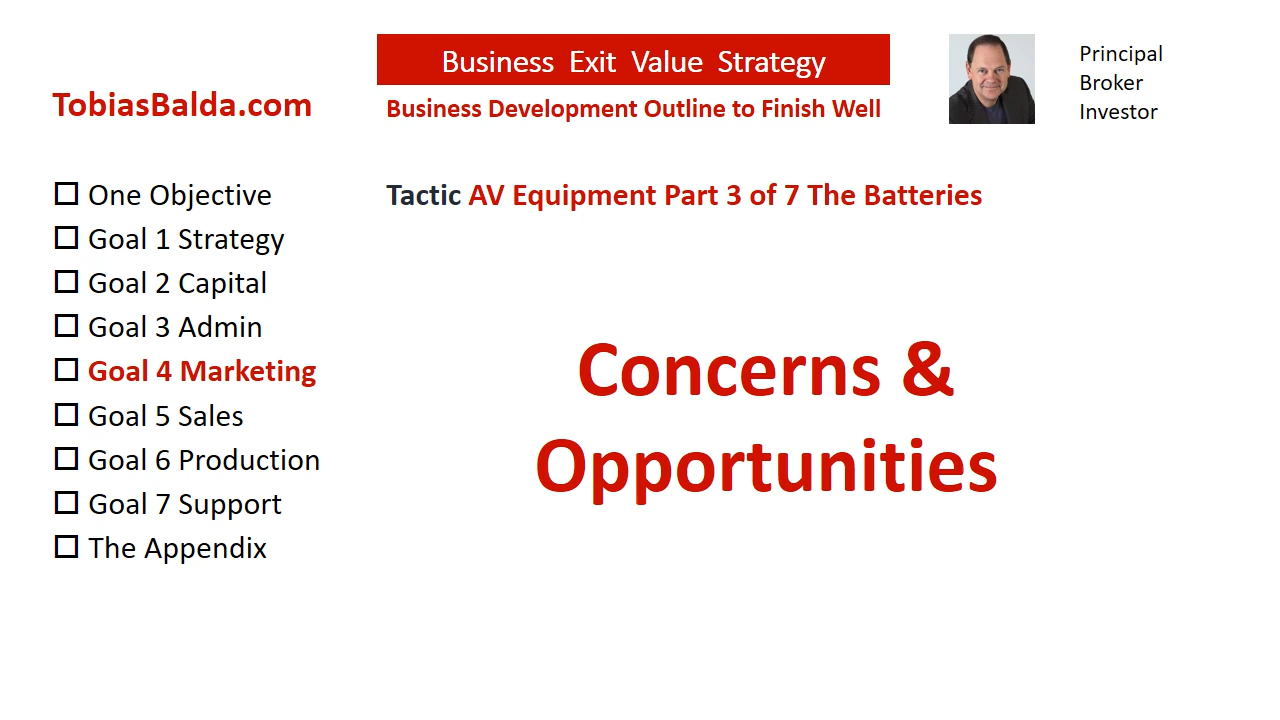 Business Exit Value Strategy
Principal
Broker
Investor
TobiasBalda.com
Business Development Outline to Finish Well
One Objective
Goal 1 Strategy
Goal 2 Capital
Goal 3 Admin
Goal 4 Marketing
Goal 5 Sales
Goal 6 Production
Goal 7 Support
The Appendix
Tactic AV Equipment Part 3 of 7 The Batteries
Concerns &
Opportunities